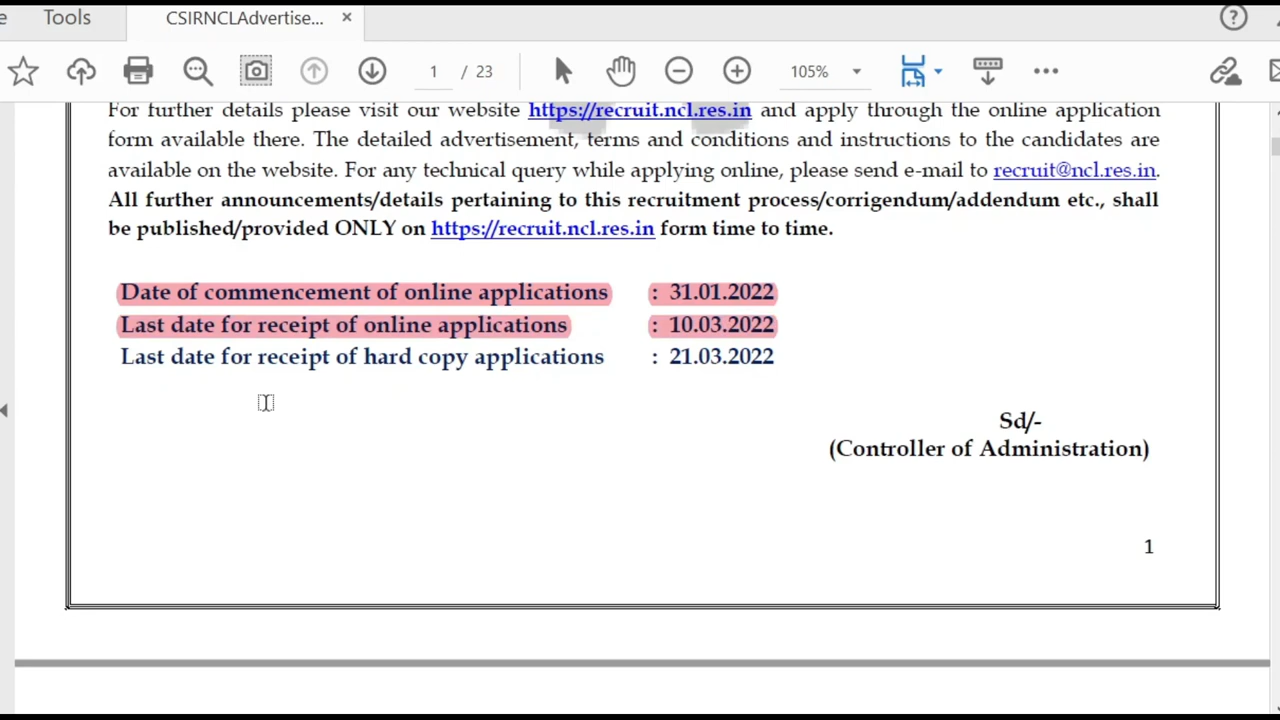 Tools
CSIRNCLAdvertise...
1 / 23
105%
For further details please visit our website https://recruit.ncl.res.in and apply through the online application
form available there. The detailed advertisement, terms and conditions and instructions to the candidates are
available on the website. For any technical query while applying online, please send e-mail to recruit@ncl.res.in.
All further announcements/details pertaining to this recruitment process/corrigendum/addendum etc., shall
be published/provided ONLY on https://recruit.ncl.res.in form time to time.
Date of commencement of online applications : 31.01.2022
Last date for receipt of online applications : 10.03.2022
Last date for receipt of hard copy applications : 21.03.2022
Sd/-
(Controller of Administration)
1